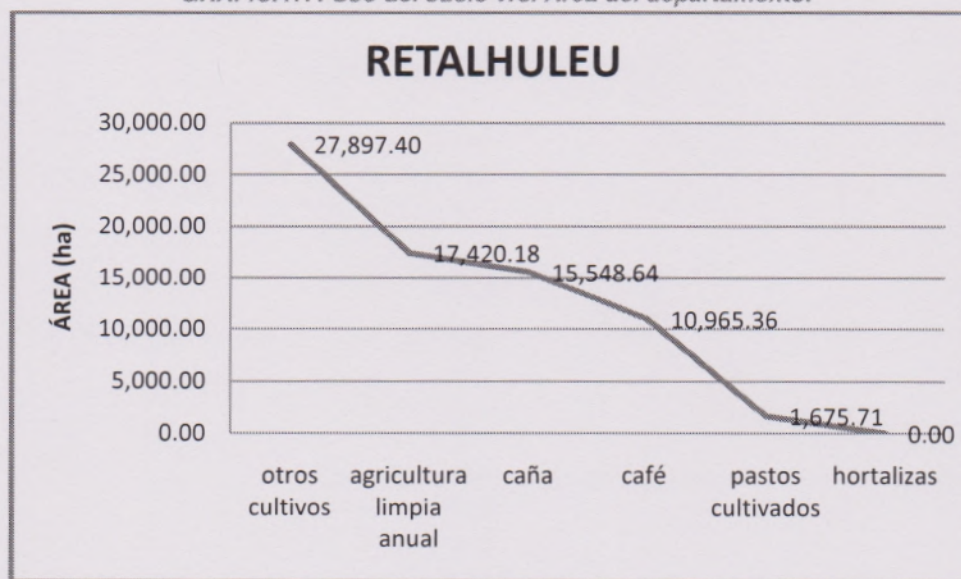 RETALHULEU
30,000.00
25,000.00
20,000.00
15,000.00
10,000.00
5,000.00
0.00
ÁREA (ha)
27,897.40
17,420.18
15,548.64
10,965.36
1,675.71
0.00
otros cultivos
agricultura limpia anual
caña
café
pastos cultivados
hortalizas